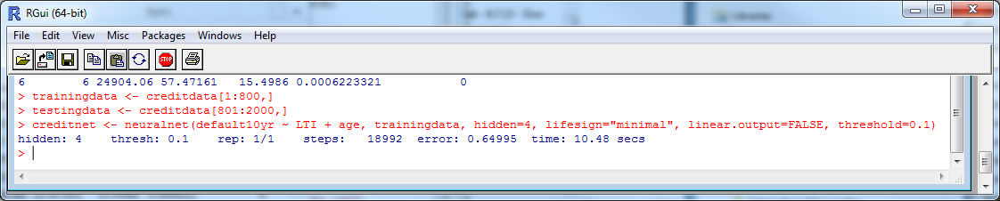 RGui (64-bit)
File Edit View Misc Packages Windows Help
STOP
6 6 24904.06 57.47161 15.4986 0.0006223321 0
> trainingdata <- creditdata[1:800,]
> testingdata <- creditdata[801:2000,]
> creditnet <- neuralnet(default10yr ~ LTI + age, trainingdata, hidden=4, lifesign="minimal", linear.output=FALSE, threshold=0.1)
hidden: 4 thresh: 0.1 rep: 1/1 steps: 18992 error: 0.64995 time: 10.48 secs
>